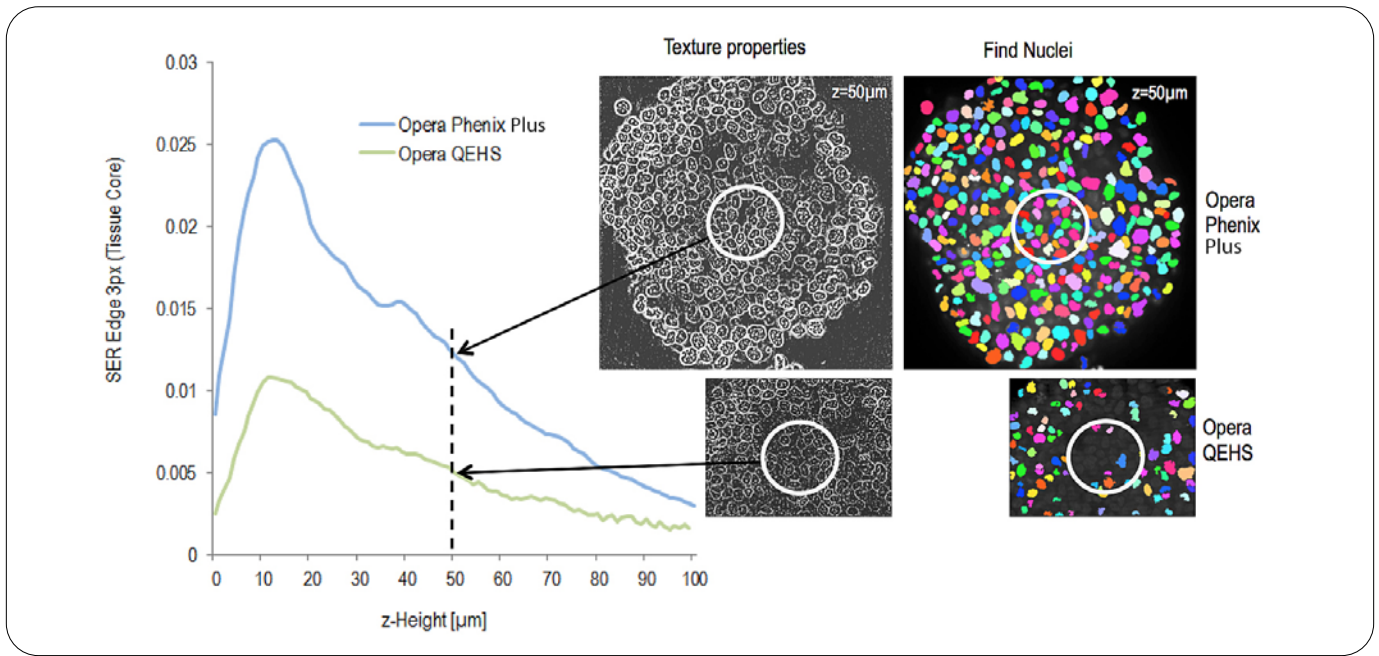 Texture properties
Find Nuclei
0.03
0.025
0.02
0.015
0.01
0.005
0
SER Edge 3px (Tissue Core)
Opera Phenix Plus
Opera QEHS
z=50µm
z=50µm
Opera
Phenix
Plus
Opera
QEHS
0 10 20 30 40 50 60 70 80 90 100
z-Height [µm]